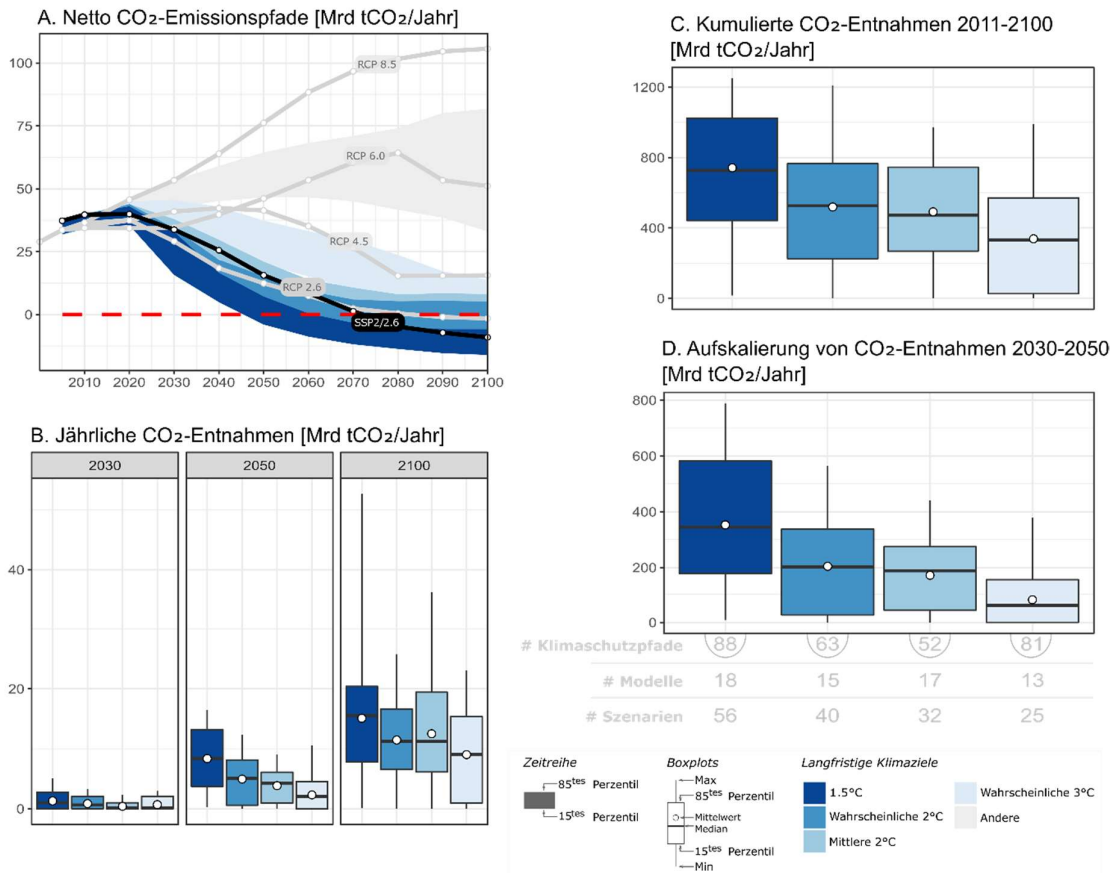 A. Netto CO₂-Emissionspfade [Mrd tCO₂/Jahr]
100
75
50
25
0
RCP 8.5
RCP 6.0
RCP 4.5
RCP 2.6
SSP2/2.6
2010 2020 2030 2040 2050 2060 2070 2080 2090 2100
B. Jährliche CO₂-Entnahmen [Mrd tCO₂/Jahr]
2030 2050 2100
40
20
0
C. Kumulierte CO₂-Entnahmen 2011-2100
[Mrd tCO₂/Jahr]
1200
800
400
0
D. Aufskalierung von CO₂-Entnahmen 2030-2050
[Mrd tCO₂/Jahr]
800
600
400
200
0
# Klimaschutzpfade 88 63 52 81
# Modelle 18 15 17 13
# Szenarien 56 40 32 25
Zeitreihe
85tes Perzentil
15tes Perzentil
Boxplots
Max
85tes Perzentil
Mittelwert
Median
15tes Perzentil
Min
Langfristige Klimaziele
1.5°C
Wahrscheinliche 2°C
Mittlere 2°C
Wahrscheinliche 3°C
Andere